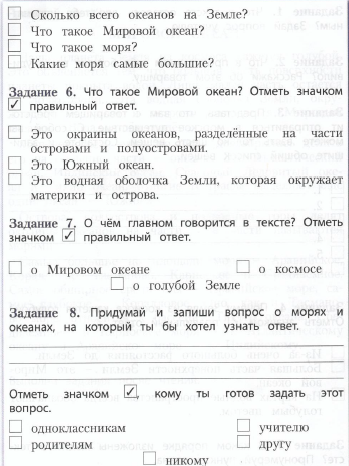 Сколько всего океанов на Земле?
Что такое Мировой океан?
Что такое моря?
Какие моря самые большие?
Задание 6. Что такое Мировой океан? Отметь значком
правильный ответ.
Это окраины океанов, разделённые на части
островами и полуостровами.
Это Южный океан.
Это водная оболочка Земли, которая окружает
материки и острова.
Задание 7. О чём главном говорится в тексте? Отметь
значком правильный ответ.
о Мировом океане о космосе
о голубой Земле
Задание 8. Придумай и запиши вопрос о морях и
океанах, на который ты бы хотел узнать ответ.
Отметь значком , кому ты готов задать этот
вопрос.
одноклассникам учителю
родителям другу
никому